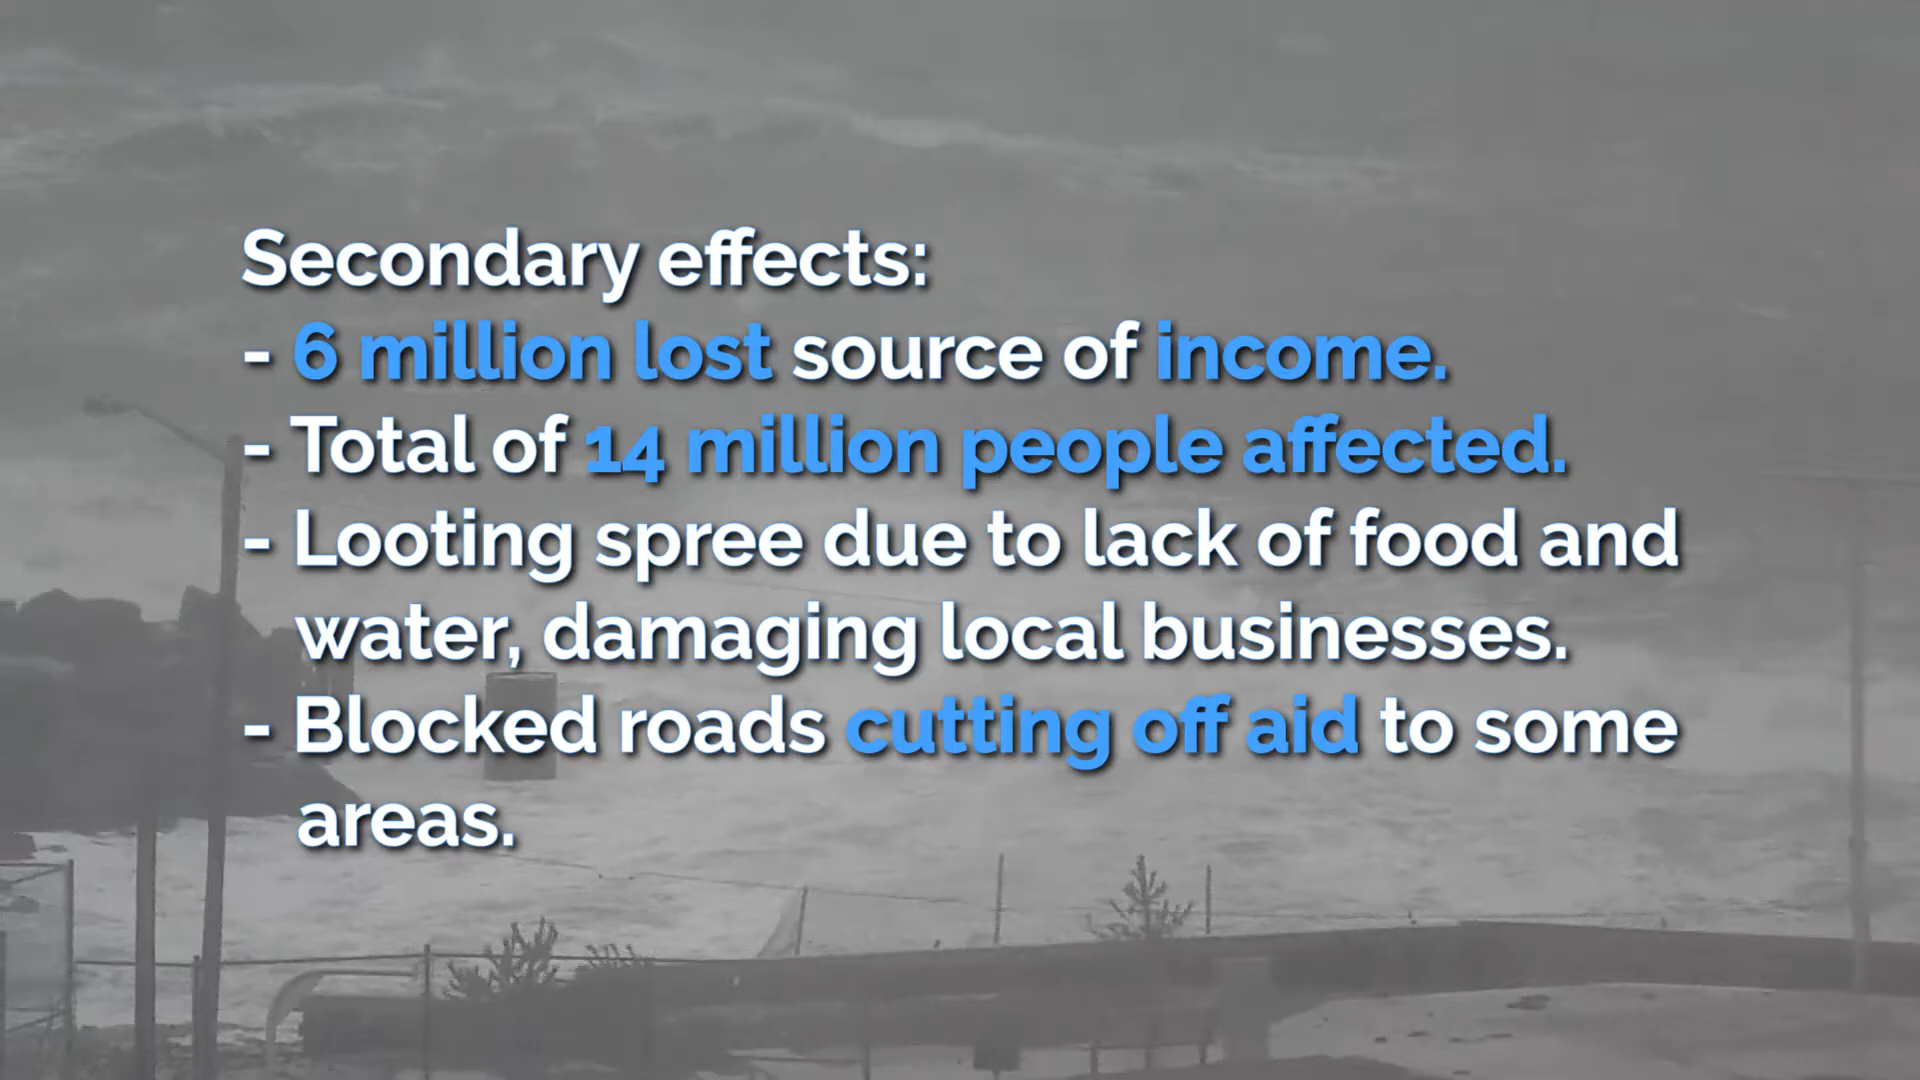 Secondary effects:
- 6 million lost source of income.
- Total of 14 million people affected.
- Looting spree due to lack of food and
water, damaging local businesses.
- Blocked roads cutting off aid to some
areas.